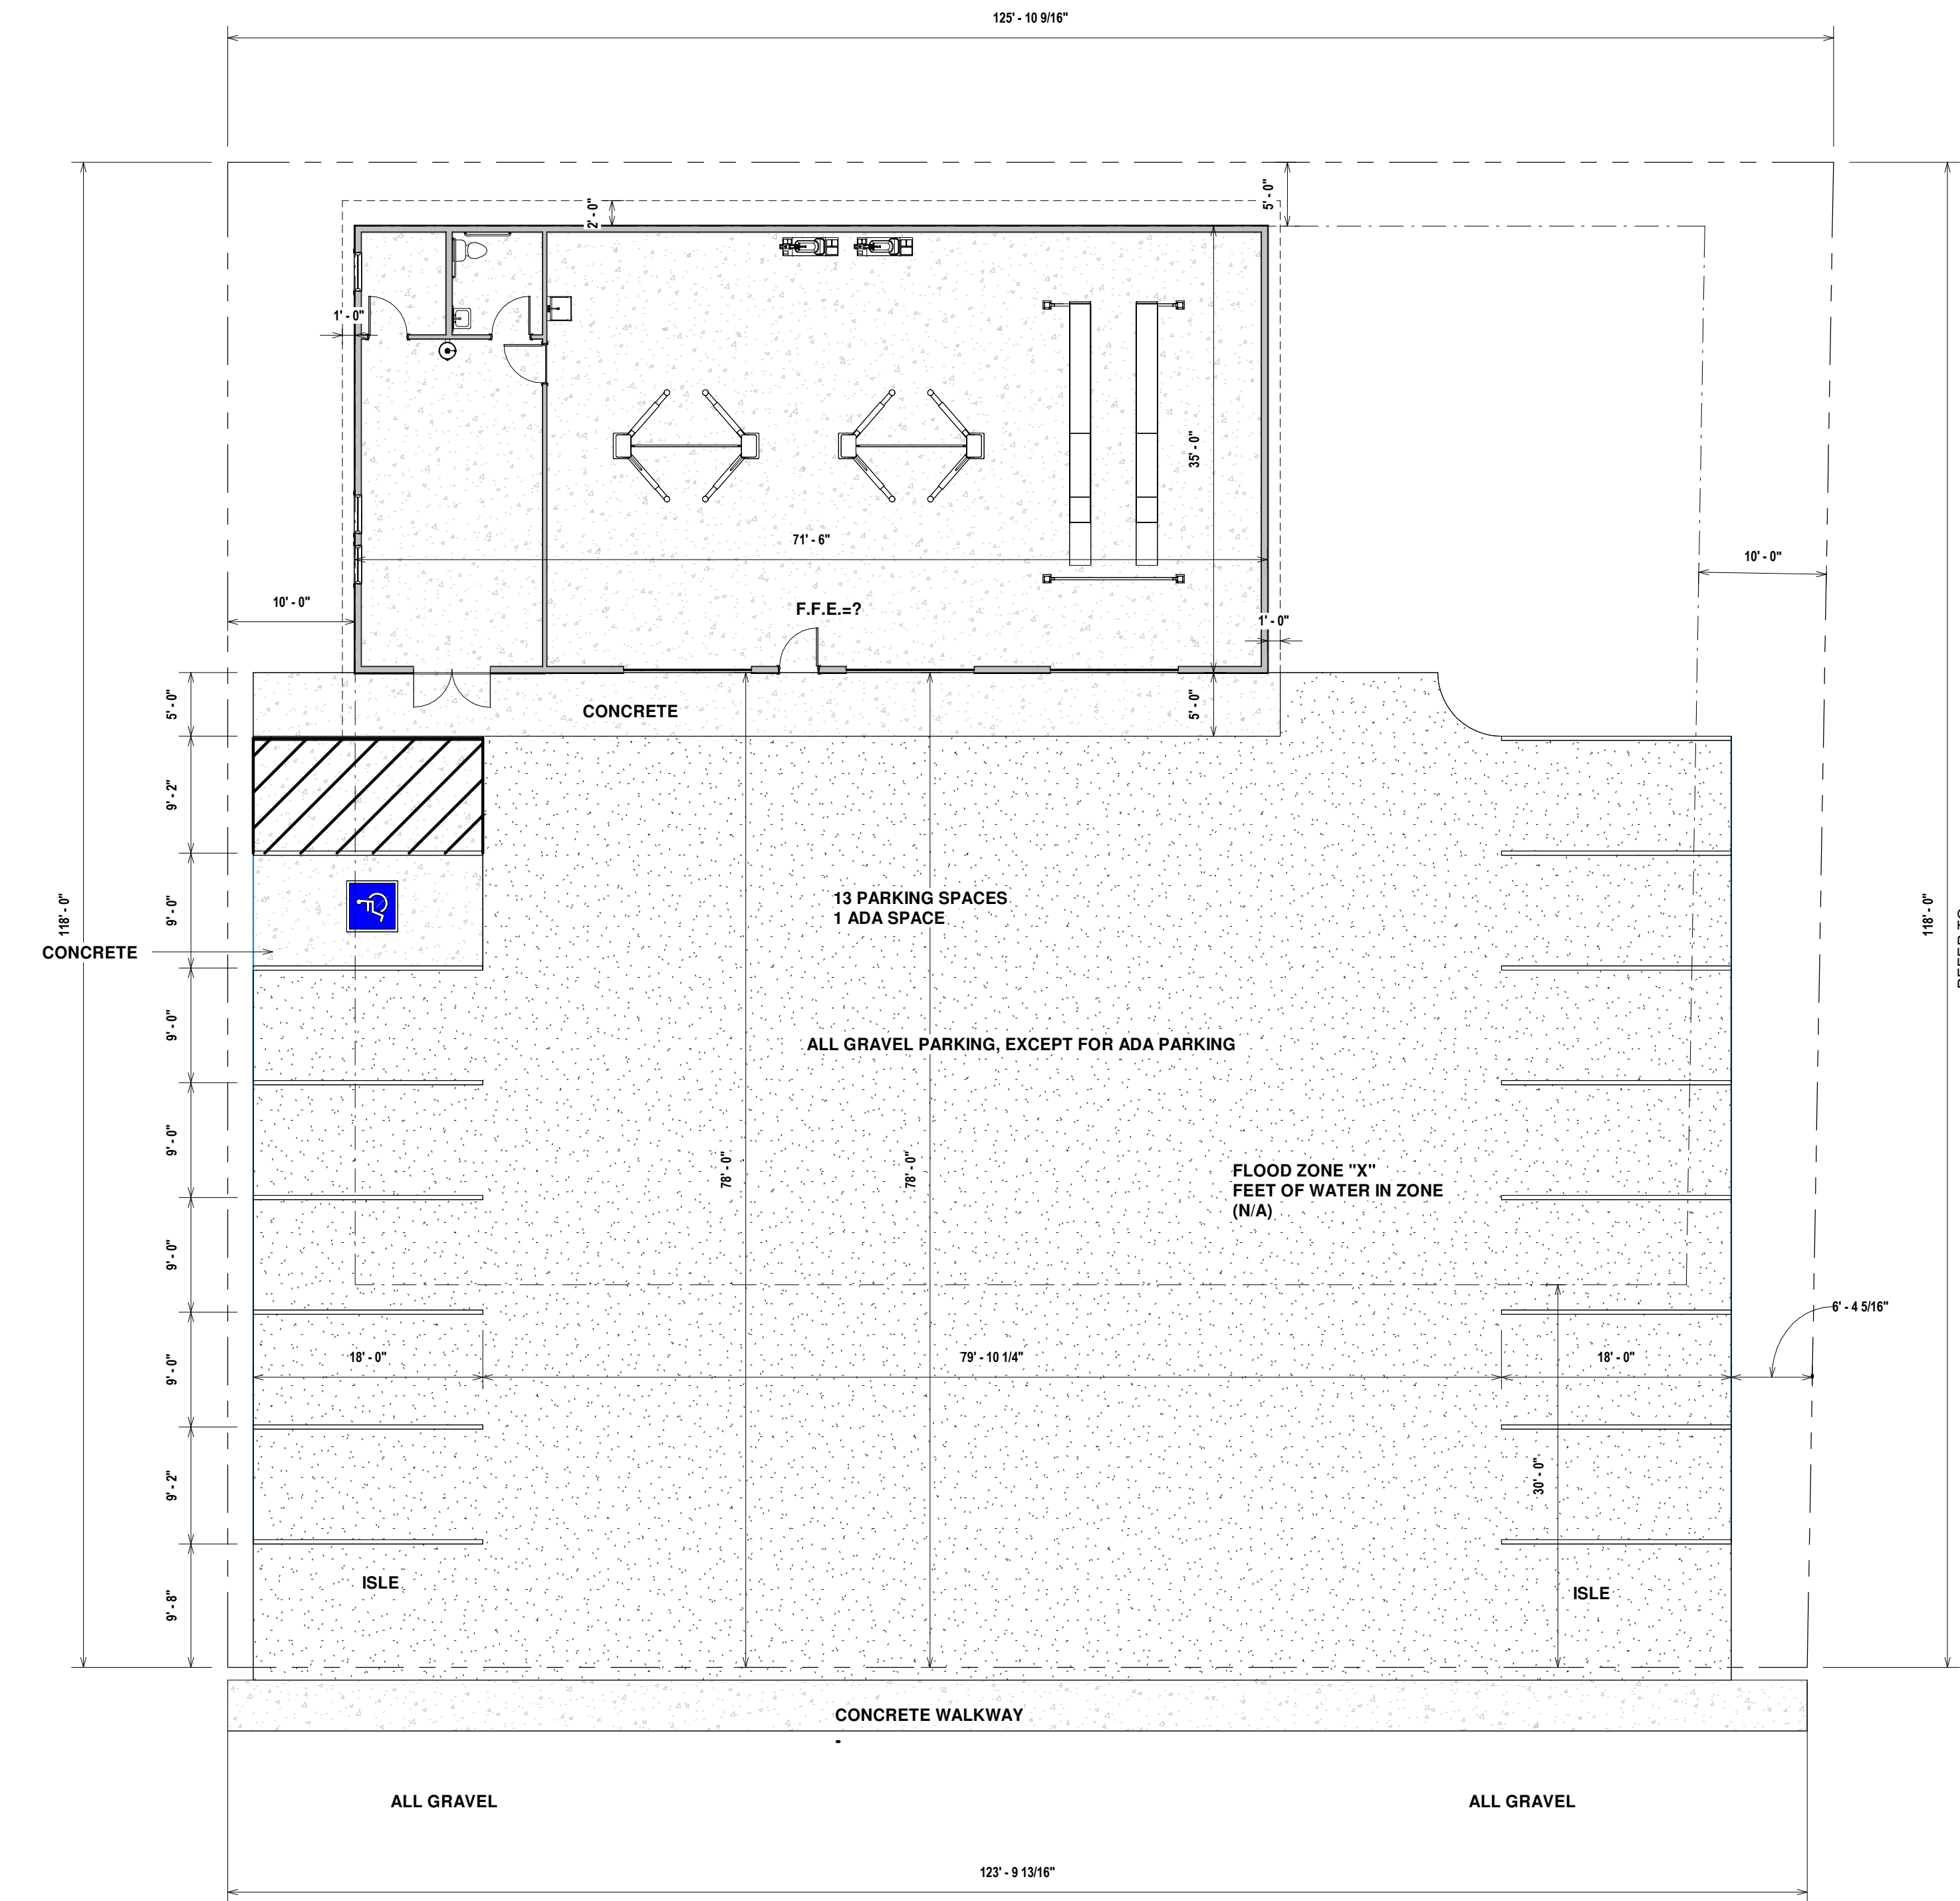 125' - 10 9/16"
5' - 0"
2' - 0"
1' - 0"
35' - 0"
71' - 6"
10' - 0"
10' - 0"
F.F.E.=?
1' - 0"
5' - 0"
CONCRETE
5' - 0"
9' - 2"
13 PARKING SPACES
1 ADA SPACE
9' - 0"
118' - 0"
118' - 0"
CONCRETE
9' - 0"
ALL GRAVEL PARKING, EXCEPT FOR ADA PARKING
9' - 0"
78' - 0"
78' - 0"
FLOOD ZONE "X"
FEET OF WATER IN ZONE
(N/A)
9' - 0"
6' - 4 5/16"
9' - 0"
18' - 0"
79' - 10 1/4"
18' - 0"
9' - 2"
30' - 0"
ISLE
ISLE
9' - 8"
CONCRETE WALKWAY
ALL GRAVEL
ALL GRAVEL
123' - 9 13/16"